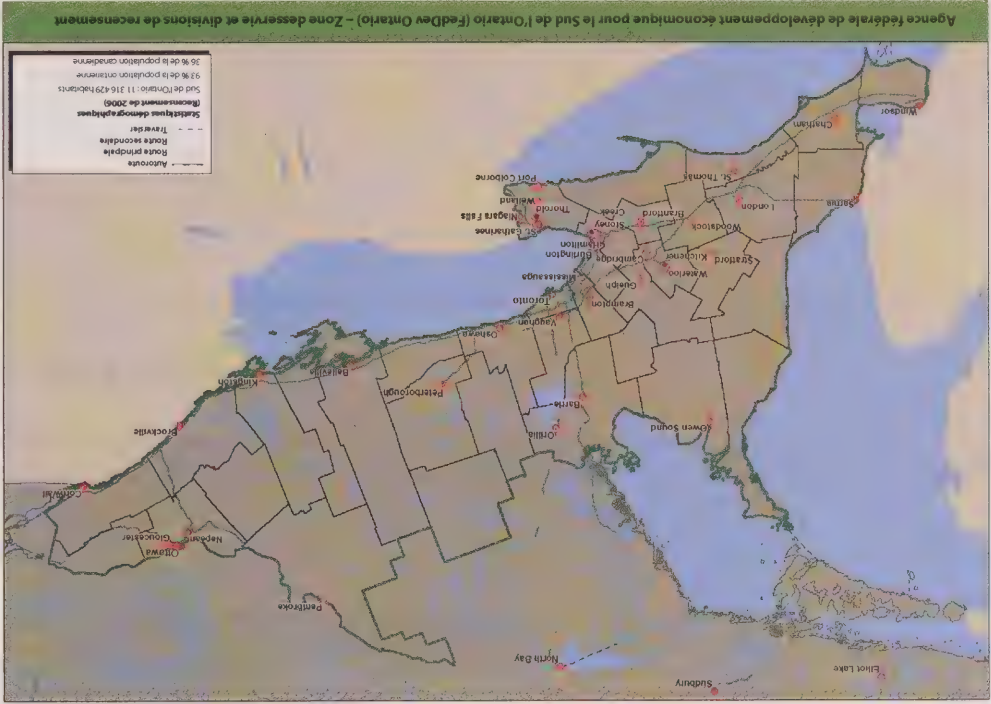 Sudbury
Elliot Lake
North Bay
Pembroke
Ottawa
Nepean
Gloucester
Cornwall
Orillia
Brockville
Owen Sound
Barrie
Peterborough
Kingston
Belleville
Oshawa
Vaughan
Toronto
Brampton
Mississauga
Guelph
Waterloo
Stratford
Kitchener
Cambridge
Burlington
Hamilton
St. Catharines
Stoney
Creek
Niagara Falls
Thorold
Welland
Woodstock
Brantford
London
Sarnia
Port Colborne
St. Thomas
Chatham
Windsor
Autoroute
Route principale
Route secondaire
Traversier
Statistiques démographiques
(Recensement de 2006)
Sud de l'Ontario : 11 316 429 habitants
93 % de la population ontarienne
36 % de la population canadienne
Agence fédérale de développement économique pour le Sud de l'Ontario (FedDev Ontario) – Zone desservie et divisions de recensement